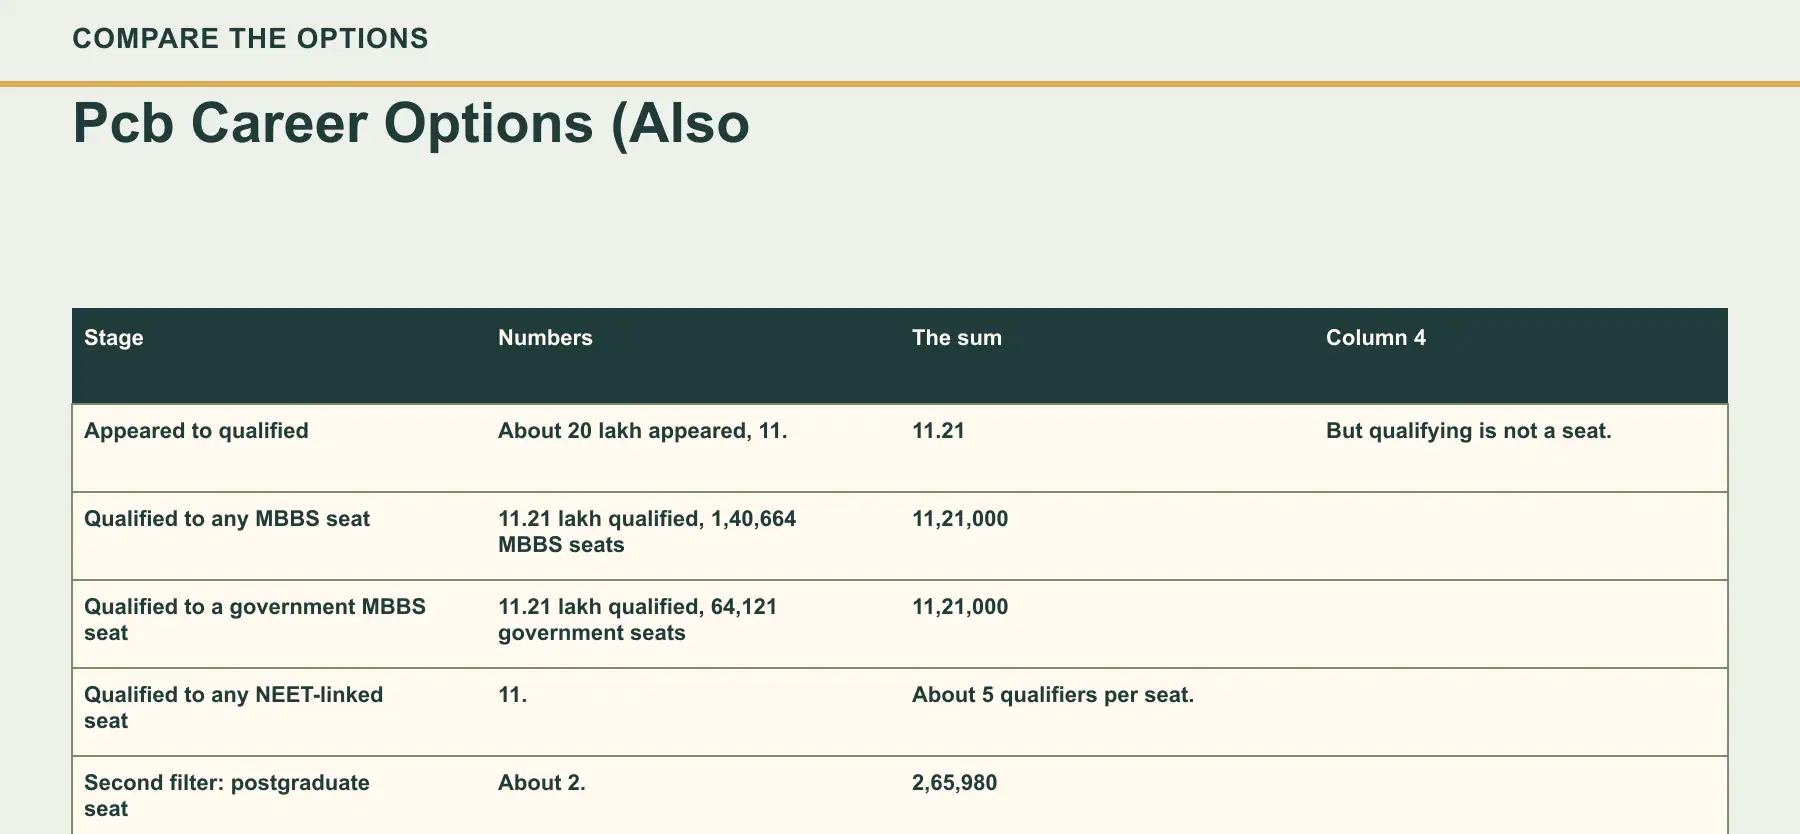 COMPARE THE OPTIONS
Pcb Career Options (Also
Stage Numbers The sum Column 4
Appeared to qualified About 20 lakh appeared, 11. 11.21 But qualifying is not a seat.
Qualified to any MBBS seat 11.21 lakh qualified, 1,40,664 11,21,000
MBBS seats
Qualified to a government MBBS 11.21 lakh qualified, 64,121 11,21,000
seat government seats
Qualified to any NEET-linked 11. About 5 qualifiers per seat.
seat
Second filter: postgraduate About 2. 2,65,980
seat